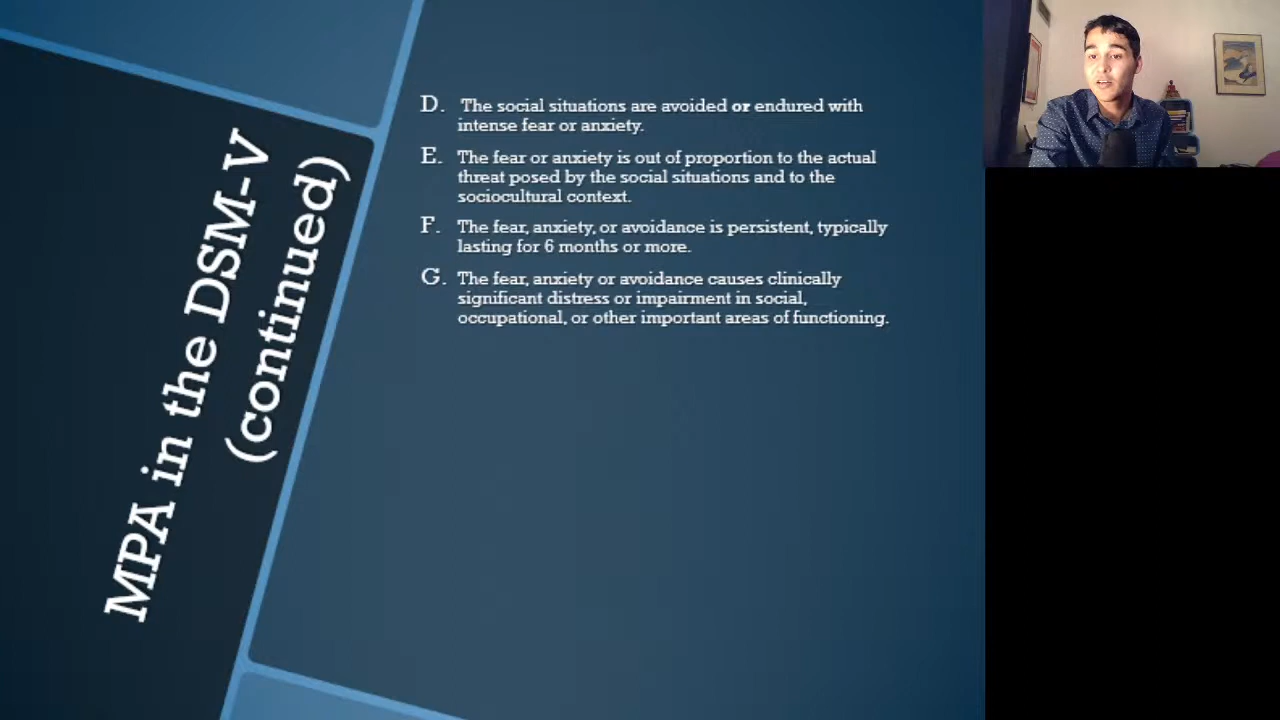 MPA in the DSM-V
(continued)
D. The social situations are avoided or endured with
intense fear or anxiety.
E. The fear or anxiety is out of proportion to the actual
threat posed by the social situations and to the
sociocultural context.
F. The fear, anxiety, or avoidance is persistent, typically
lasting for 6 months or more.
G. The fear, anxiety or avoidance causes clinically
significant distress or impairment in social,
occupational, or other important areas of functioning.